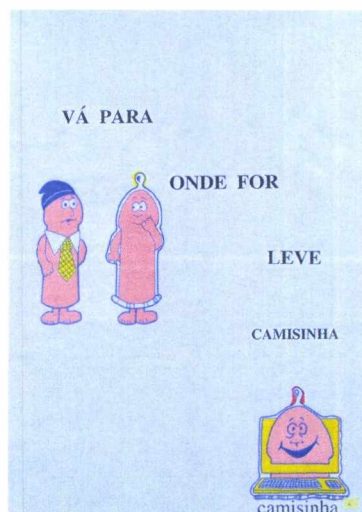 VÁ PARA
ONDE FOR
LEVE
CAMISINHA
camisinha